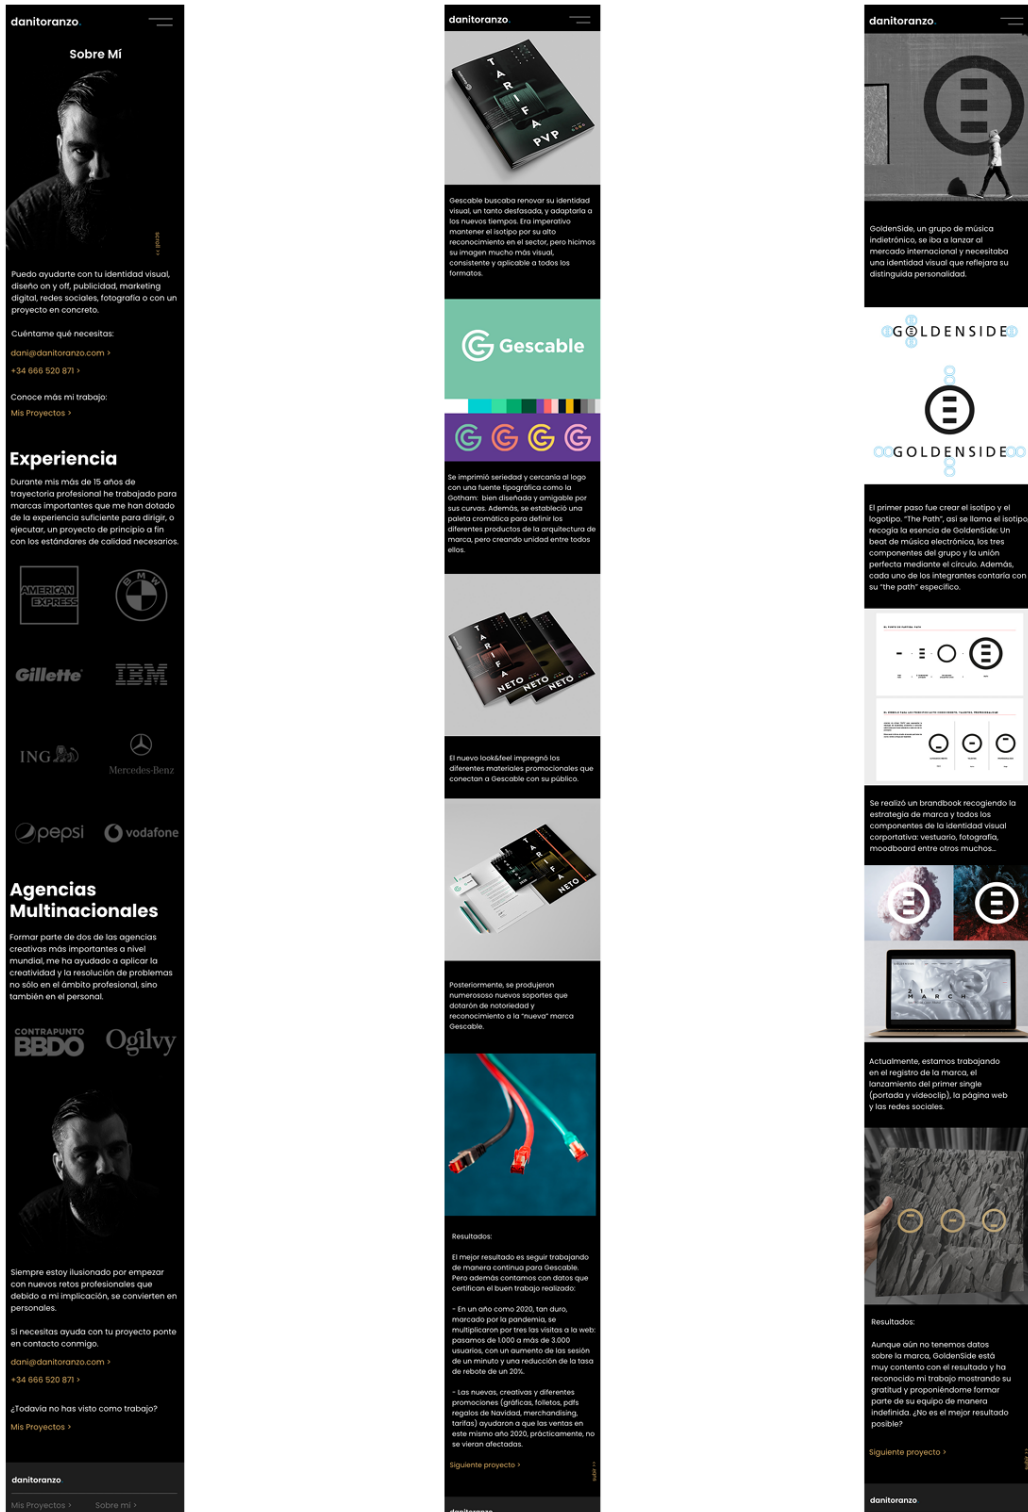 danitoranzo.
Sobre Mí
seguir >>
Puedo ayudarte con tu identidad visual,
diseño on y off, publicidad, marketing
digital, redes sociales, fotografía o con un
proyecto en concreto.
Cuéntame qué necesitas:
dani@danitoranzo.com >
+34 666 520 871 >
Conoce más mi trabajo:
Mis Proyectos >
Experiencia
Durante mis más de 15 años de
trayectoria profesional he trabajado para
marcas importantes que me han dotado
de la experiencia suficiente para dirigir, o
ejecutar, un proyecto de principio a fin
con los estándares de calidad necesarios.
AMERICAN
EXPRESS
BMW
Gillette
IBM
ING
Mercedes-Benz
pepsi
vodafone
Agencias
Multinacionales
Formar parte de dos de las agencias
creativas más importantes a nivel
mundial, me ha ayudado a aplicar la
creatividad y la resolución de problemas
no sólo en el ámbito profesional, sino
también en el personal.
CONTRAPUNTO
BBDO
Ogilvy
Siempre estoy ilusionado por empezar
con nuevos retos profesionales que
debido a mi implicación, se convierten en
personales.
Si necesitas ayuda con tu proyecto ponte
en contacto conmigo.
dani@danitoranzo.com >
+34 666 520 871 >
¿Todavía no has visto como trabajo?
Mis Proyectos >
danitoranzo
Mis Proyectos >
Sobre mí >
danitoranzo.
TARIFA
PVP
Gescable buscaba renovar su identidad
visual, un tanto desfasada, y adaptarla a
los nuevos tiempos. Era imperativo
mantener el isotipo por su alto
reconocimiento en el sector, pero hicimos
su imagen mucho más visual,
consistente y aplicable a todos los
formatos.
Gescable
Se imprimió seriedad y cercanía al logo
con una fuente tipográfica como la
Gotham: bien diseñada y amigable por
sus curvas. Además, se estableció una
paleta cromática para definir los
diferentes productos de la arquitectura de
marca, pero creando unidad entre todos
ellos.
TARIFA
NETO
NETO
NETO
El nuevo look&feel impregnó los
diferentes materiales promocionales que
conectan a Gescable con su público.
TARIFA
NETO
Posteriormente, se produjeron
numerososo nuevos soportes que
dotarón de notoriedad y
reconocimiento a la "nueva" marca
Gescable.
Resultados:
El mejor resultado es seguir trabajando
de manera continua para Gescable.
Pero además contamos con datos que
certifican el buen trabajo realizado:
- En un año como 2020, tan duro,
marcado por la pandemia, se
multiplicaron por tres las visitas a la web:
pasamos de 1.000 a más de 3.000
usuarios, con un aumento de las sesión
de un minuto y una reducción de la tasa
de rebote de un 20%.
- Las nuevas, creativas y diferentes
promociones (gráficas, folletos, pdfs
regalos de Navidad, merchandising,
tarifas) ayudaron a que las ventas en
este mismo año 2020, prácticamente, no
se vieran afectadas.
Siguiente proyecto >
subir >>
danitoranzo
danitoranzo.
GoldenSide, un grupo de música
indietrónico, se iba a lanzar al
mercado internacional y necesitaba
una identidad visual que reflejara su
distinguida personalidad.
GOLDENSIDE
GOLDENSIDE
El primer paso fue crear el isotipo y el
logotipo. "The Path", así se llama el isotipo,
recogía la esencia de GoldenSide: Un
beat de música electrónica, los tres
componentes del grupo y la unión
perfecta mediante el círculo. Además,
cada uno de los integrantes contaría con
su "the path" específico.
Se realizó un brandbook recogiendo la
estrategia de marca y todos los
componentes de la identidad visual
corportativa: vestuario, fotografía,
moodboard entre otros muchos...
MARCH
Actualmente, estamos trabajando
en el registro de la marca, el
lanzamiento del primer single
(portada y videoclip), la página web
y las redes sociales.
Resultados:
Aunque aún no tenemos datos
sobre la marca, GoldenSide está
muy contento con el resultado y ha
reconocido mi trabajo mostrando su
gratitud y proponiéndome formar
parte de su equipo de manera
indefinida. ¿No es el mejor resultado
posible?
Siguiente proyecto >
subir >>